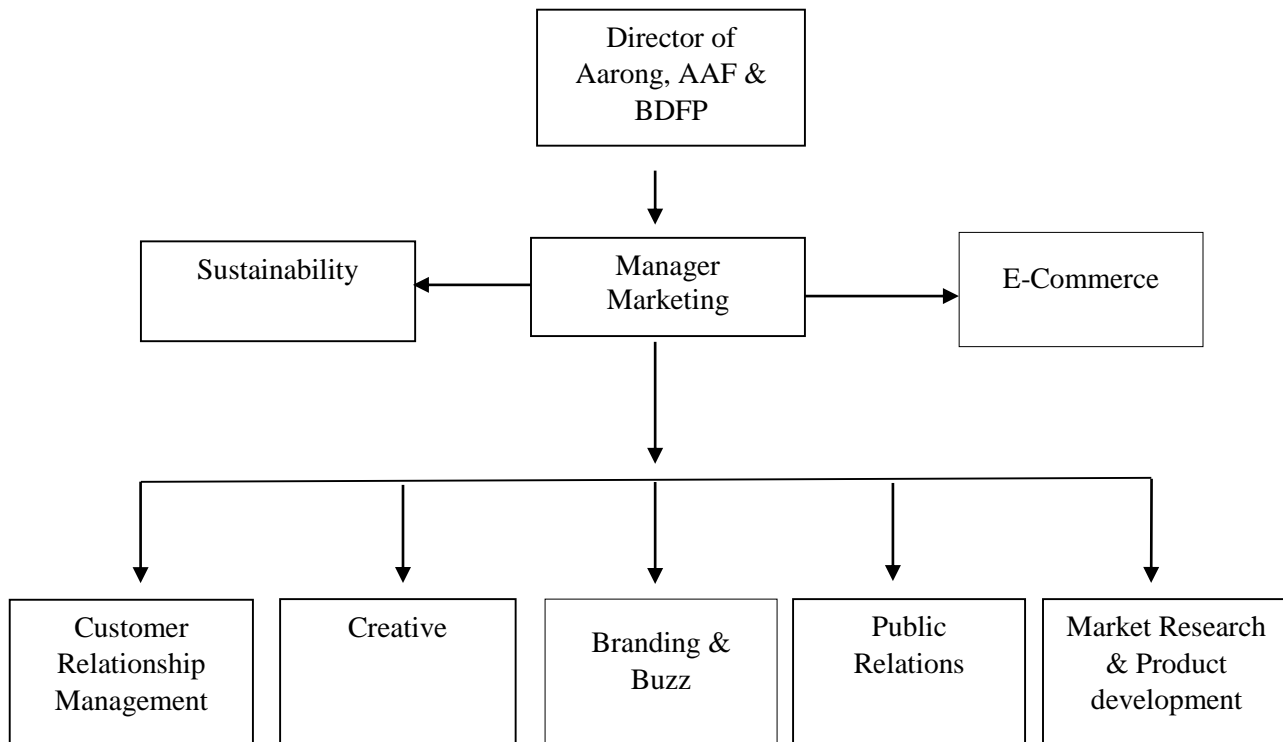 Director of
Aarong, AAF &
BDFP
Sustainability
Manager
Marketing
E-Commerce
Customer
Relationship
Management
Creative
Branding &
Buzz
Public
Relations
Market Research
& Product
development